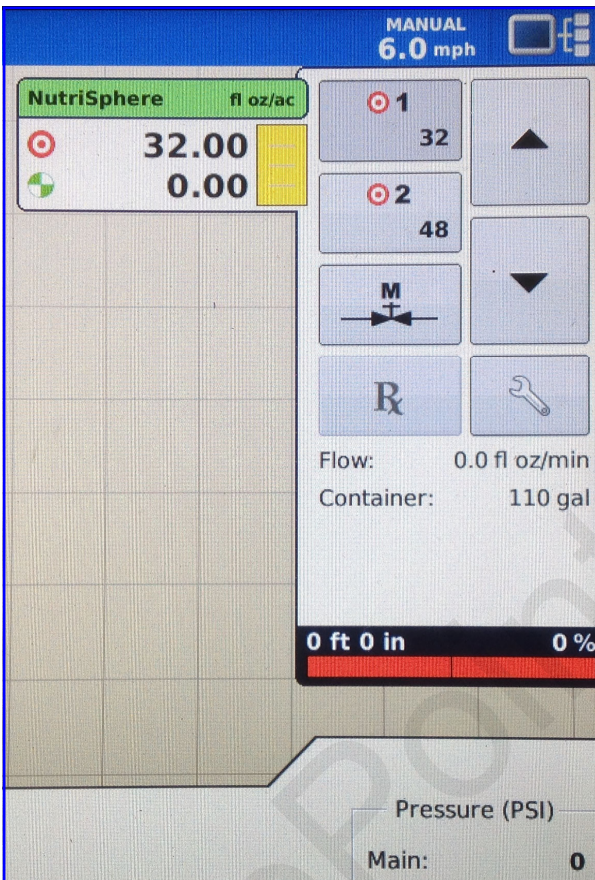 MANUAL
6.0 mph
NutriSphere fl oz/ac
32.00
0.00
1
32
2
48
M
Rx
Flow: 0.0 fl oz/min
Container: 110 gal
0 ft 0 in 0 %
Pressure (PSI)
Main: 0